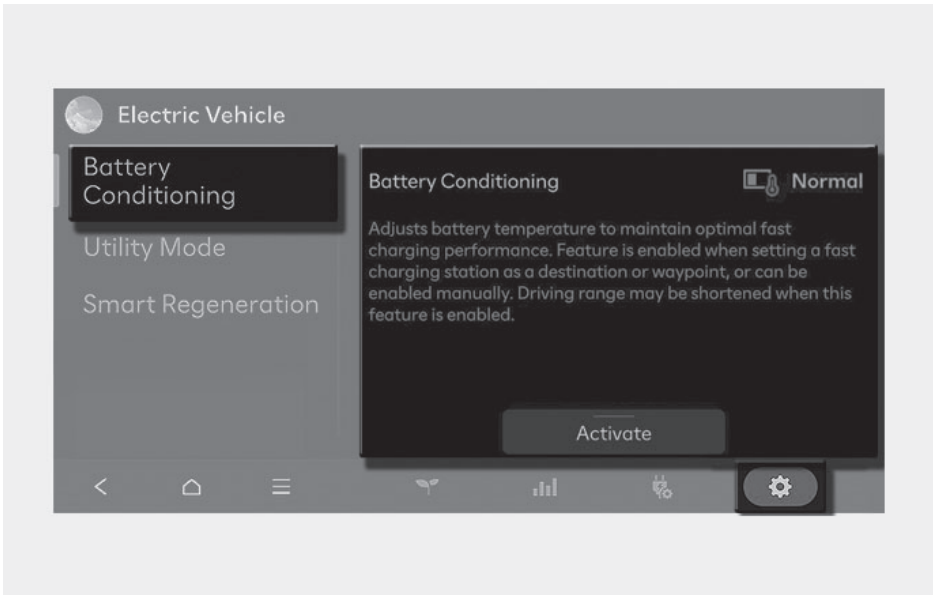 Electric Vehicle
Battery
Conditioning
Utility Mode
Smart Regeneration
Battery Conditioning
Normal
Adjusts battery temperature to maintain optimal fast
charging performance. Feature is enabled when setting a fast
charging station as a destination or waypoint, or can be
enabled manually. Driving range may be shortened when this
feature is enabled.
Activate